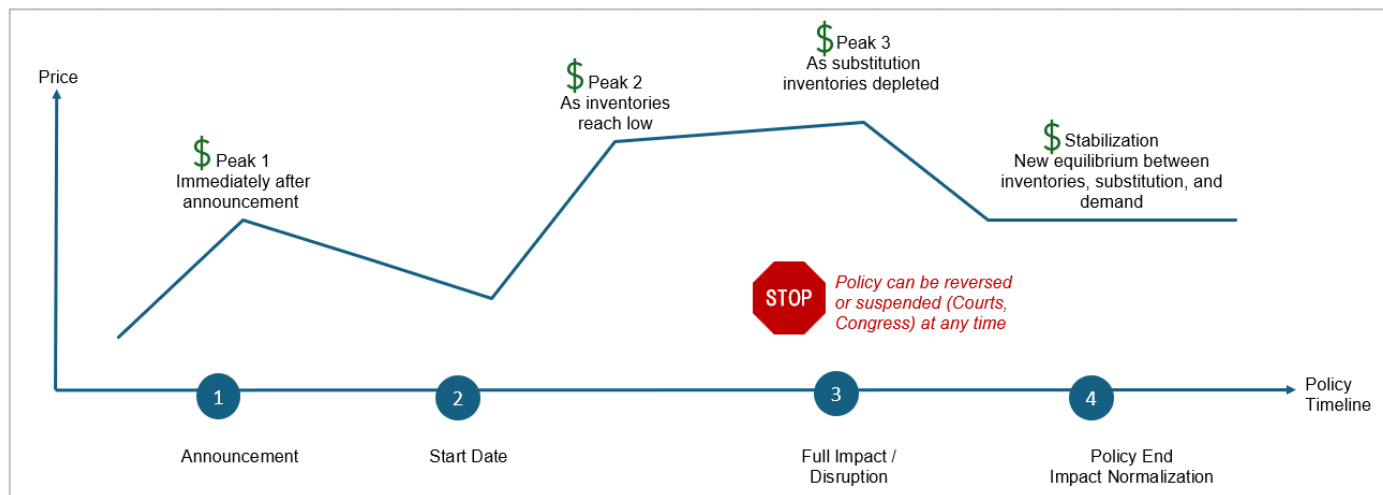 Price
$ Peak 1
Immediately after
announcement
$ Peak 2
As inventories
reach low
$ Peak 3
As substitution
inventories depleted
$ Stabilization
New equilibrium between
inventories, substitution, and
demand
STOP
Policy can be reversed
or suspended (Courts,
Congress) at any time
1
2
3
4
Policy
Timeline
Announcement
Start Date
Full Impact /
Disruption
Policy End
Impact Normalization